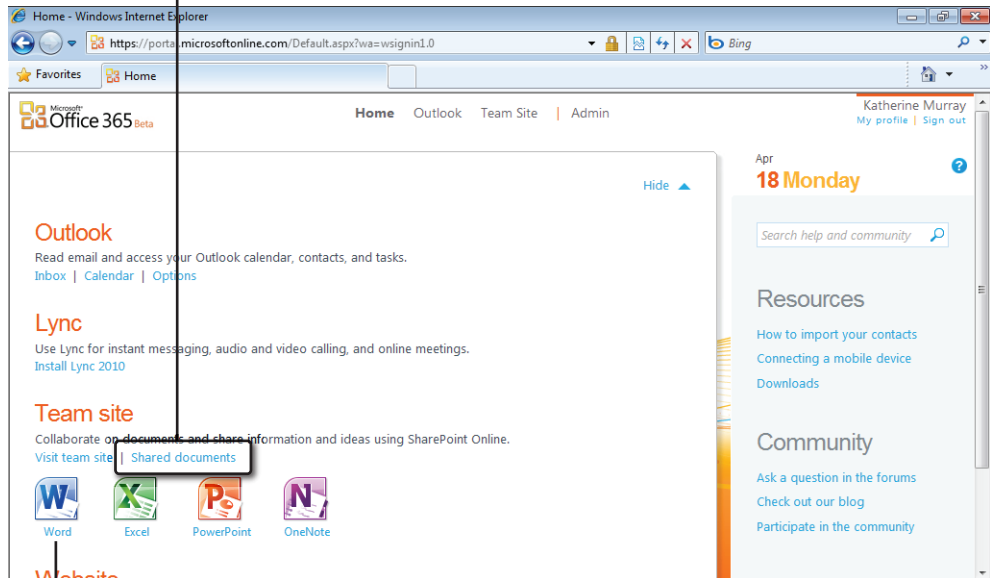 Home - Windows Internet Explorer
https://portal.microsoftonline.com/Default.aspx?wa=wsignin1.0
Bing
Favorites
Home
Microsoft
Office 365 Beta
Home Outlook Team Site | Admin
Katherine Murray
My profile | Sign out
Apr
18 Monday
Hide
Search help and community
Outlook
Read email and access your Outlook calendar, contacts, and tasks.
Inbox | Calendar | Options
Lync
Use Lync for instant messaging, audio and video calling, and online meetings.
Install Lync 2010
Team site
Collaborate on documents and share information and ideas using SharePoint Online.
Visit team site | Shared documents
Word Excel PowerPoint OneNote
Website
Resources
How to import your contacts
Connecting a mobile device
Downloads
Community
Ask a question in the forums
Check out our blog
Participate in the community